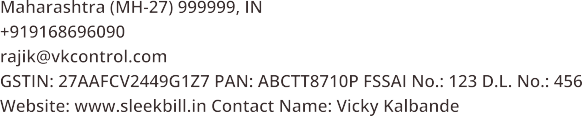 Maharashtra (MH-27) 999999, IN
+919168696090
rajik@vkcontrol.com
GSTIN: 27AAFCV2449G1Z7 PAN: ABCTT8710P FSSAI No.: 123 D.L. No.: 456
Website: www.sleekbill.in Contact Name: Vicky Kalbande